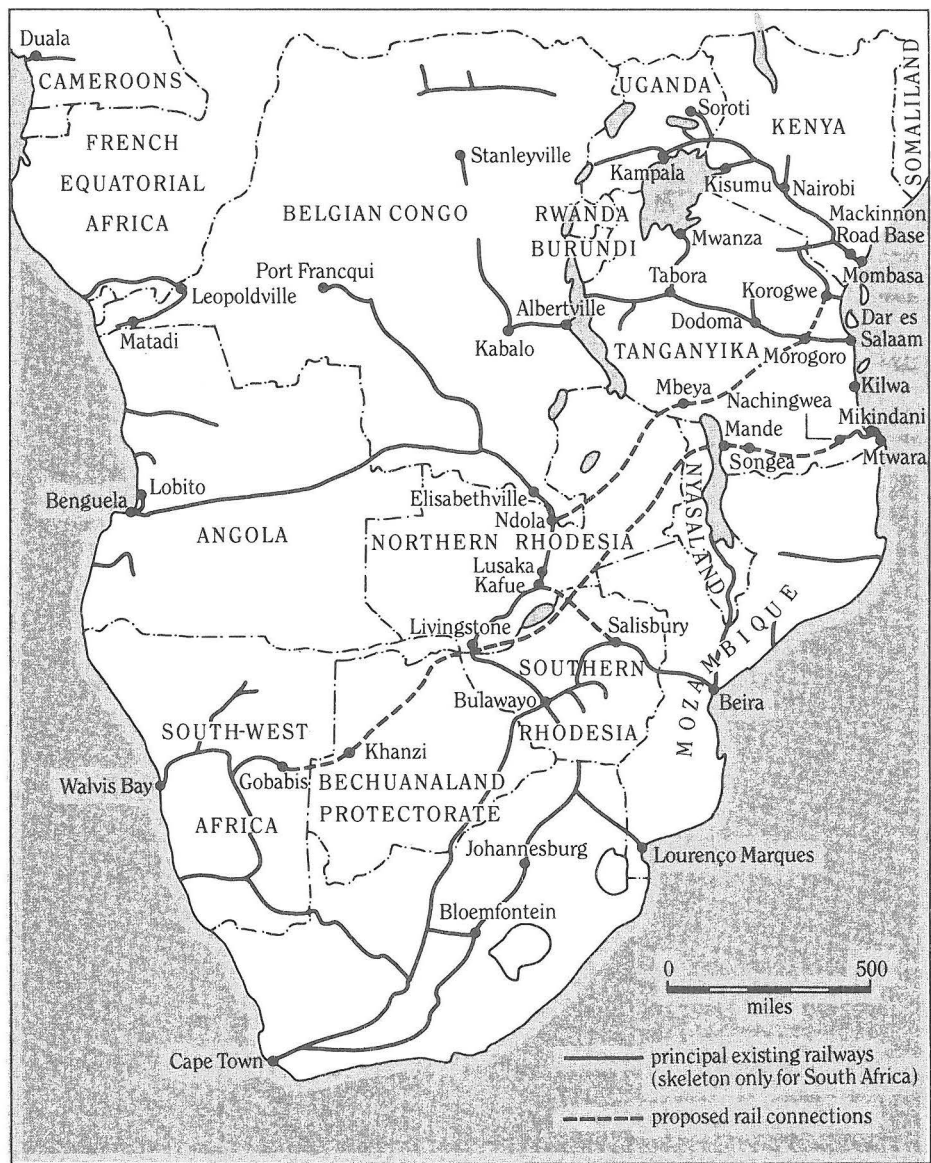 Duala
CAMEROONS
FRENCH
EQUATORIAL
AFRICA
UGANDA
Soroti
KENYA
SOMALILAND
Stanleyville
Kampala
Kisumu
Nairobi
BELGIAN CONGO
RWANDA
BURUNDI
Mwanza
Mackinnon
Road Base
Mombasa
Port Francqui
Leopoldville
Matadi
Albertville
Kabalo
Tabora
Korogwe
Dodoma
Dar es
Salaam
TANGANYIKA
Morogoro
Kilwa
Mbeya
Nachingwea
Mikindani
Mande
Songea
Mtwara
Lobito
Benguela
Elisabethville
Ndola
ANGOLA
NORTHERN RHODESIA
NYASALAND
Lusaka
Kafue
MOZAMBIQUE
Livingstone
Salisbury
SOUTHERN
RHODESIA
Bulawayo
Beira
SOUTH-WEST
AFRICA
Khanzi
Gobabis
Walvis Bay
BECHUANALAND
PROTECTORATE
Johannesburg
Lourenço Marques
Bloemfontein
Cape Town
0 500
miles
principal existing railways
(skeleton only for South Africa)
proposed rail connections